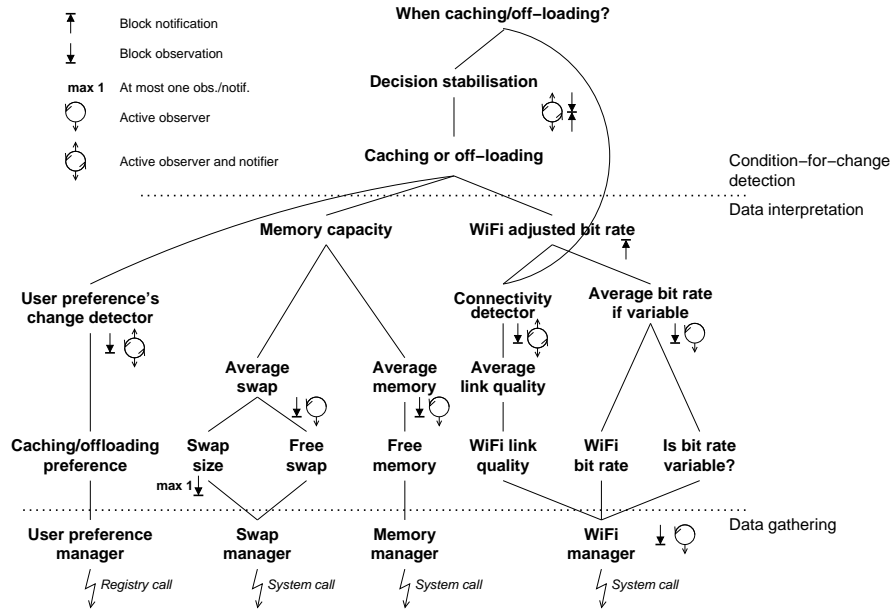 When caching/off−loading?
Block notification
Block observation
max 1 At most one obs./notif.
Active observer
Active observer and notifier
Decision stabilisation
Caching or off−loading
Condition−for−change
detection
Data interpretation
Memory capacity
WiFi adjusted bit rate
User preference's
change detector
Connectivity
detector
Average bit rate
if variable
Average
swap
Average
memory
Average
link quality
Caching/offloading
preference
Swap
size
max 1
Free
swap
Free
memory
WiFi link
quality
WiFi
bit rate
Is bit rate
variable?
Data gathering
User preference
manager
Swap
manager
Memory
manager
WiFi
manager
Registry call
System call
System call
System call